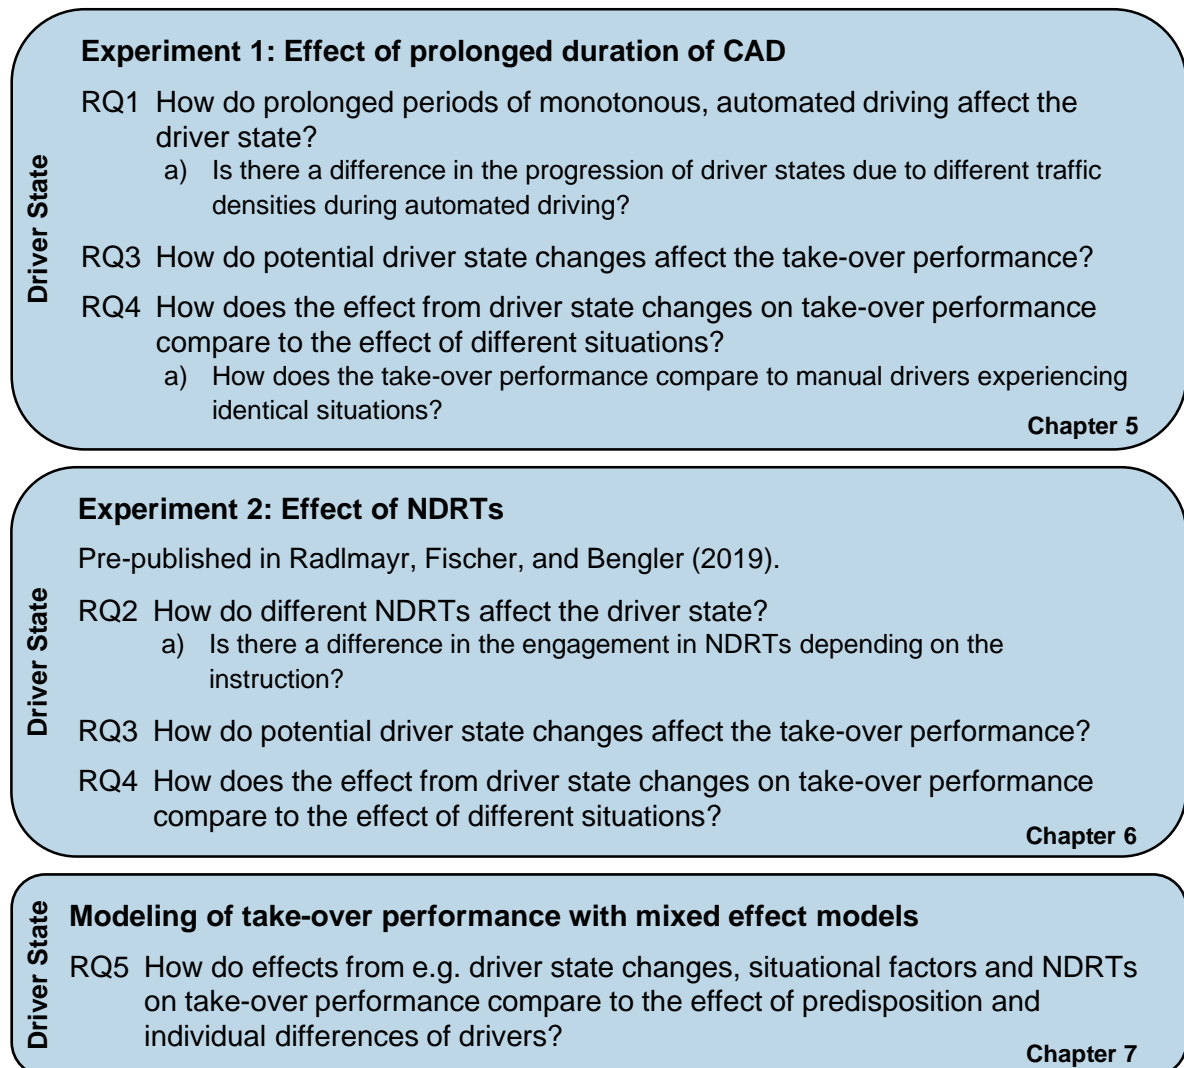 Driver State
Experiment 1: Effect of prolonged duration of CAD
RQ1 How do prolonged periods of monotonous, automated driving affect the
driver state?
a) Is there a difference in the progression of driver states due to different traffic
densities during automated driving?
RQ3 How do potential driver state changes affect the take-over performance?
RQ4 How does the effect from driver state changes on take-over performance
compare to the effect of different situations?
a) How does the take-over performance compare to manual drivers experiencing
identical situations?
Chapter 5
Driver State
Experiment 2: Effect of NDRTs
Pre-published in Radlmayr, Fischer, and Bengler (2019).
RQ2 How do different NDRTs affect the driver state?
a) Is there a difference in the engagement in NDRTs depending on the
instruction?
RQ3 How do potential driver state changes affect the take-over performance?
RQ4 How does the effect from driver state changes on take-over performance
compare to the effect of different situations?
Chapter 6
Driver State
Modeling of take-over performance with mixed effect models
RQ5 How do effects from e.g. driver state changes, situational factors and NDRTs
on take-over performance compare to the effect of predisposition and
individual differences of drivers?
Chapter 7